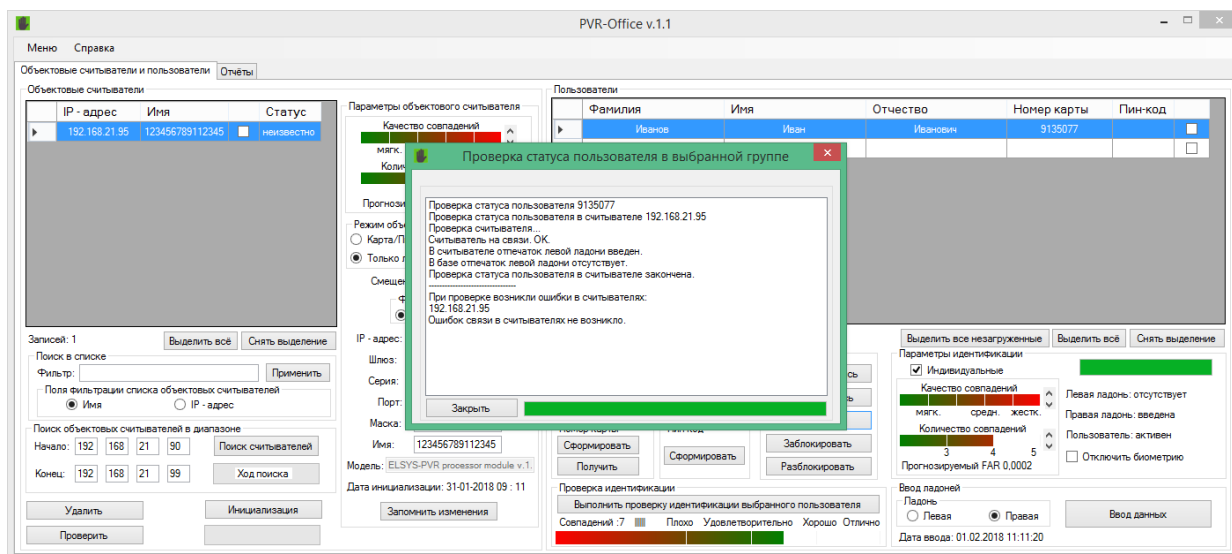 PVR-Office v.1.1
Меню Справка
Объектовые считыватели и пользователи Отчёты
Объектовые считыватели
IP - адрес Имя Статус
192.168.21.95 123456789112345 неизвестно
Параметры объектового считывателя
Качество совпадений
мягк.
Пользователи
Фамилия Имя Отчество Номер карты Пин-код
Иванов Иван Иванович 9135077
Проверка статуса пользователя в выбранной группе
Проверка статуса пользователя 9135077
Проверка статуса пользователя в считывателе 192.168.21.95
Проверка считывателя...
Считыватель на связи. OK.
В считывателе отпечаток левой ладони введен.
В базе отпечаток левой ладони отсутствует.
Проверка статуса пользователя в считывателе закончена.
-------------------------------
При проверке возникли ошибки в считывателях:
192.168.21.95
Ошибок связи в считывателях не возникло.
Закрыть
Режим объ
Карта/П
Только
Записей: 1 Выделить всё Снять выделение
Поиск в списке
Фильтр: Применить
Поля фильтрации списка объектовых считывателей
Имя IP - адрес
Поиск объектовых считывателей в диапазоне
Начало: 192 168 21 90 Поиск считывателей
Конец: 192 168 21 99 Ход поиска
Удалить Инициализация
Проверить
IP - адрес:
Шлюз:
Серия:
Порт:
Маска:
Имя: 123456789112345
Модель: ELSYS-PVR processor module v.1.
Дата инициализации: 31-01-2018 09 : 11
Запомнить изменения
Сформировать
Получить
Сформировать
Заблокировать
Разблокировать
Проверка идентификации
Выполнить проверку идентификации выбранного пользователя
Совпадений :7 Плохо Удовлетворительно Хорошо Отлично
Выделить все незагруженные Выделить всё Снять выделение
Параметры идентификации
Индивидуальные
Качество совпадений
мягк. средн. жестк.
Количество совпадений
3 4 5
Прогнозируемый FAR 0,0002
Левая ладонь: отсутствует
Правая ладонь: введена
Пользователь: активен
Отключить биометрию
Ввод ладоней
Ладонь
Левая Правая
Ввод данных
Дата ввода: 01.02.2018 11:11:20